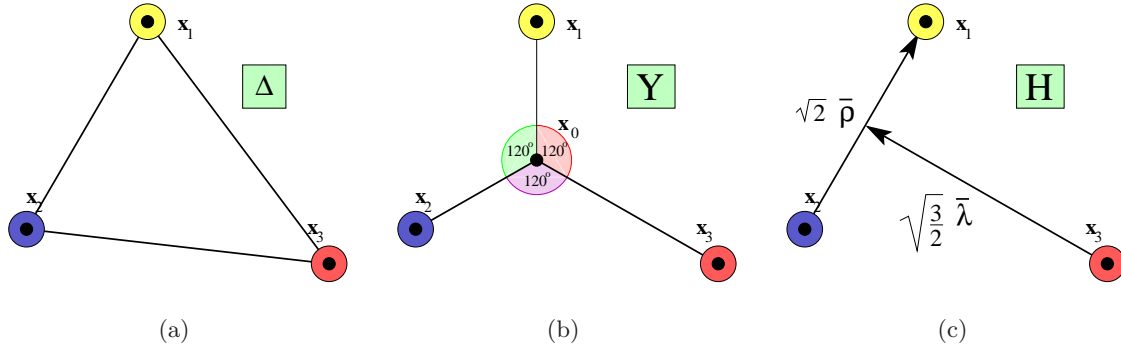 x₁
Δ
x₂
x₃
(a)
x₁
Y
x₀
120° 120°
120°
x₂
x₃
(b)
x₁
H
√2 ρ̄
x₂
√(3/2) λ̄
x₃
(c)